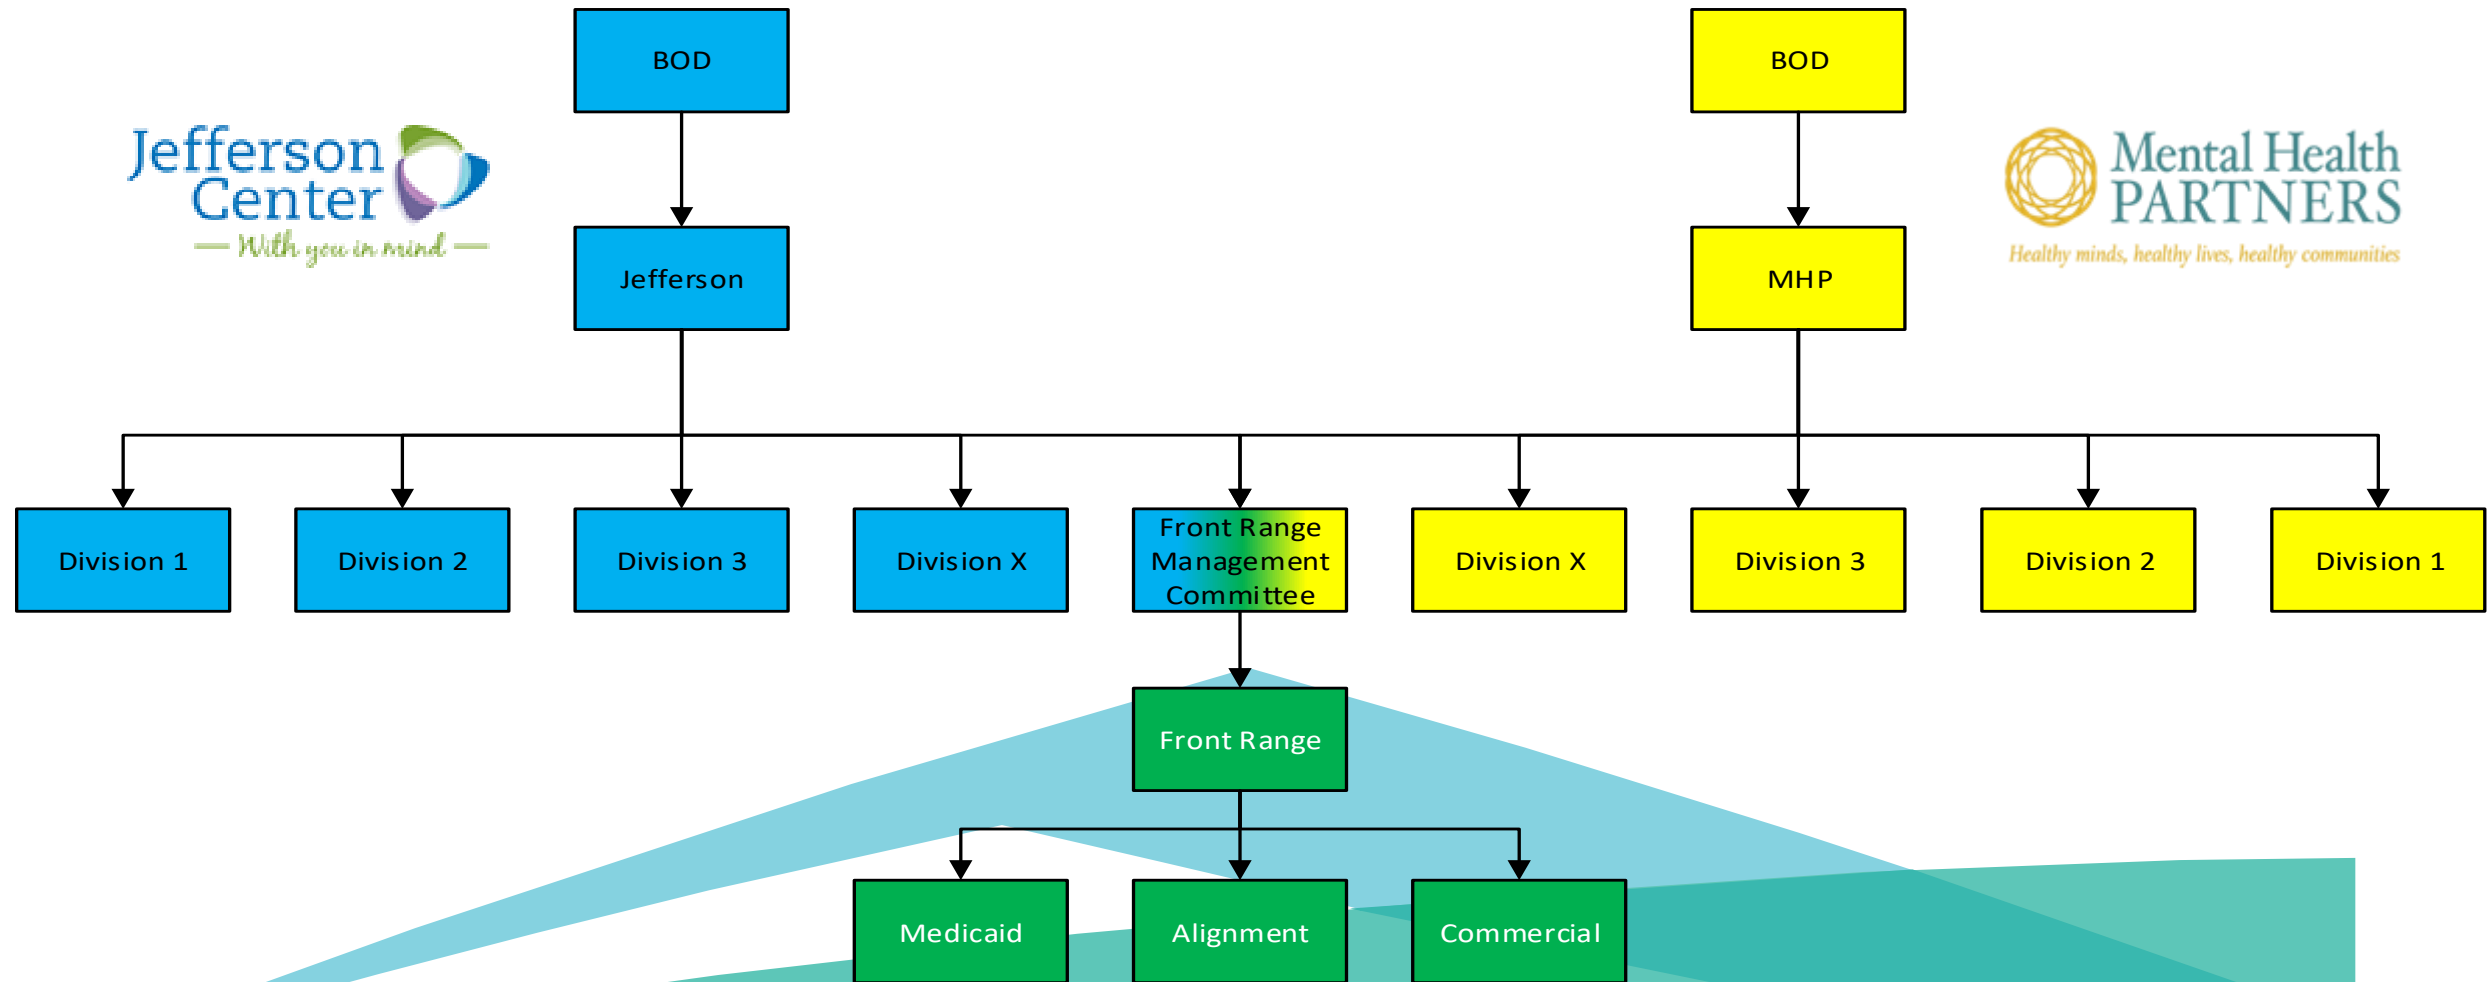 BOD
BOD
Jefferson
Center
With you in mind
Mental Health
PARTNERS
Healthy minds, healthy lives, healthy communities
Jefferson
MHP
Division 1
Division 2
Division 3
Division X
Front Range
Management
Committee
Division X
Division 3
Division 2
Division 1
Front Range
Medicaid
Alignment
Commercial